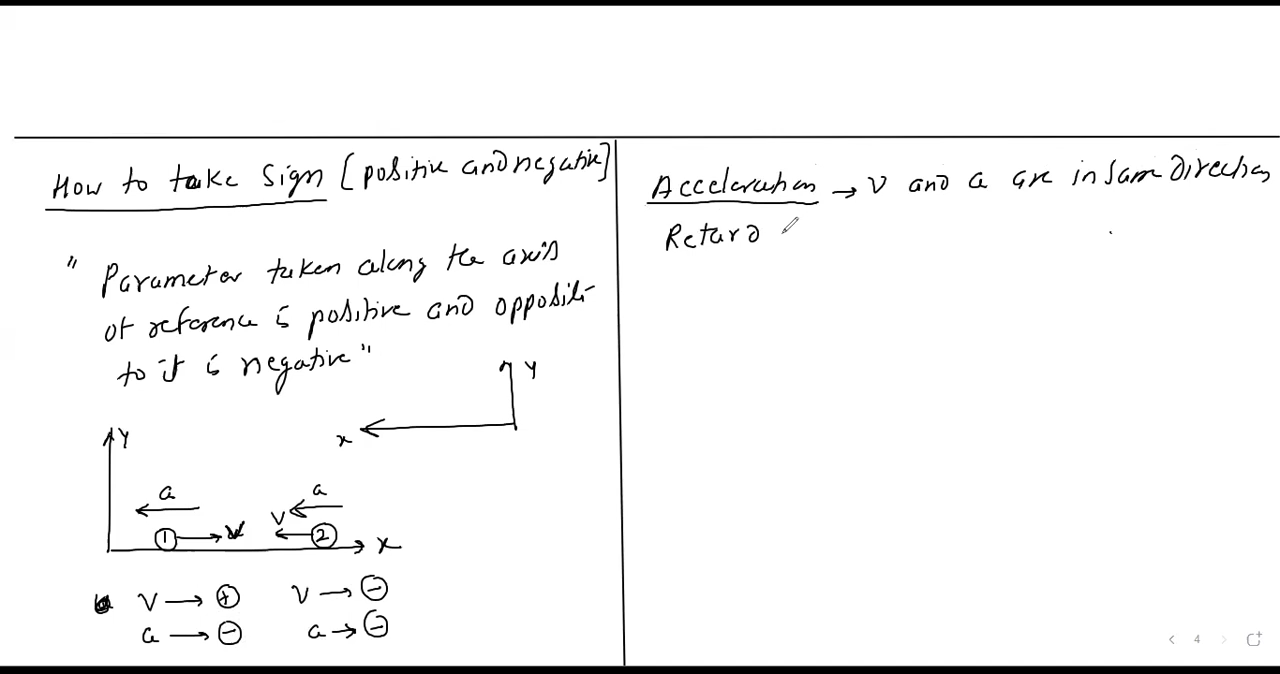 How to take Sign [positive and negative]
" Parameter taken along the axis
of reference is positive and opposite
to it is negative "
Y
x
Y
a
a
1
v
v
2
x
v → +
v → −
a → −
a → −
Acceleration → v and a are in same direction
Retard
4